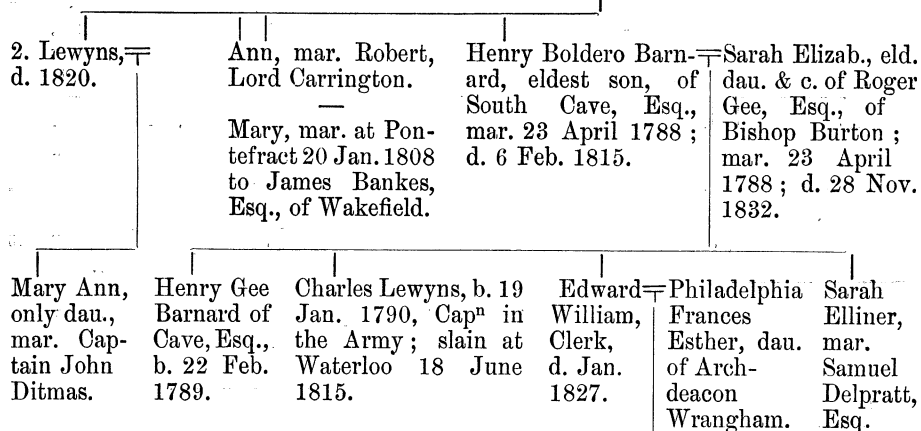 2. Lewyns,
d. 1820.
Ann, mar. Robert,
Lord Carrington.
—
Mary, mar. at Pon-
tefract 20 Jan. 1808
to James Bankes,
Esq., of Wakefield.
Henry Boldero Barn-
ard, eldest son, of
South Cave, Esq.,
mar. 23 April 1788 ;
d. 6 Feb. 1815.
Sarah Elizab., eld.
dau. & c. of Roger
Gee, Esq., of
Bishop Burton ;
mar. 23 April
1788 ; d. 28 Nov.
1832.
Mary Ann,
only dau.,
mar. Cap-
tain John
Ditmas.
Henry Gee
Barnard of
Cave, Esq.,
b. 22 Feb.
1789.
Charles Lewyns, b. 19
Jan. 1790, Capⁿ in
the Army ; slain at
Waterloo 18 June
1815.
Edward
William,
Clerk,
d. Jan.
1827.
Philadelphia
Frances
Esther, dau.
of Arch-
deacon
Wrangham.
Sarah
Elliner,
mar.
Samuel
Delpratt,
Esq.